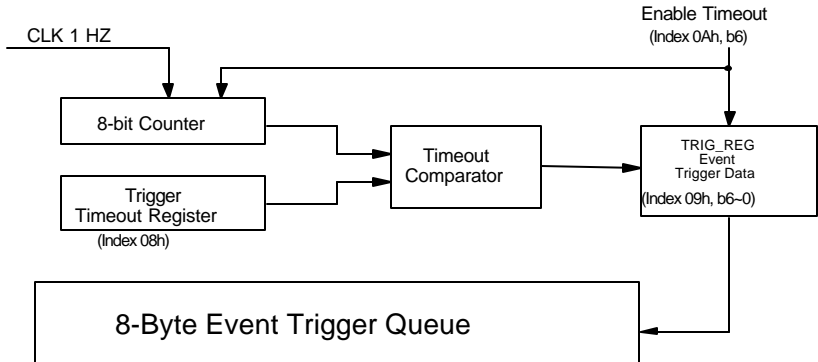 Enable Timeout
(Index 0Ah, b6)
CLK 1 HZ
8-bit Counter
Timeout
Comparator
TRIG_REG
Event
Trigger Data
(Index 09h, b6~0)
Trigger
Timeout Register
(Index 08h)
8-Byte Event Trigger Queue